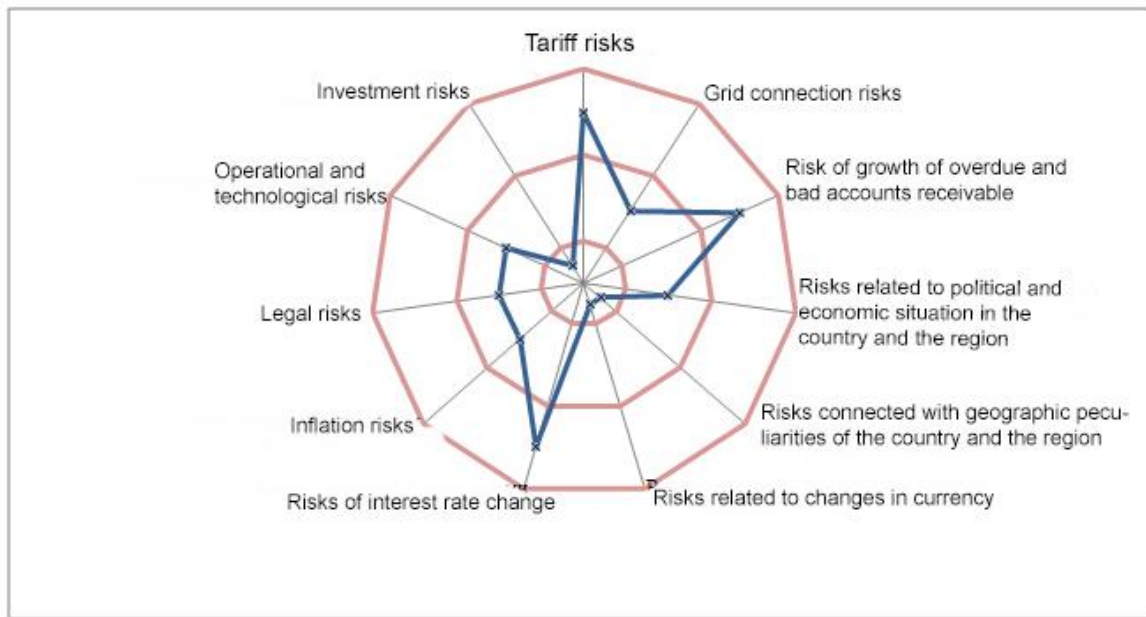 Tariff risks
Investment risks
Grid connection risks
Operational and
technological risks
Risk of growth of overdue and
bad accounts receivable
Legal risks
Risks related to political and
economic situation in the
country and the region
Inflation risks
Risks connected with geographic pecu-
liarities of the country and the region
Risks of interest rate change
Risks related to changes in currency